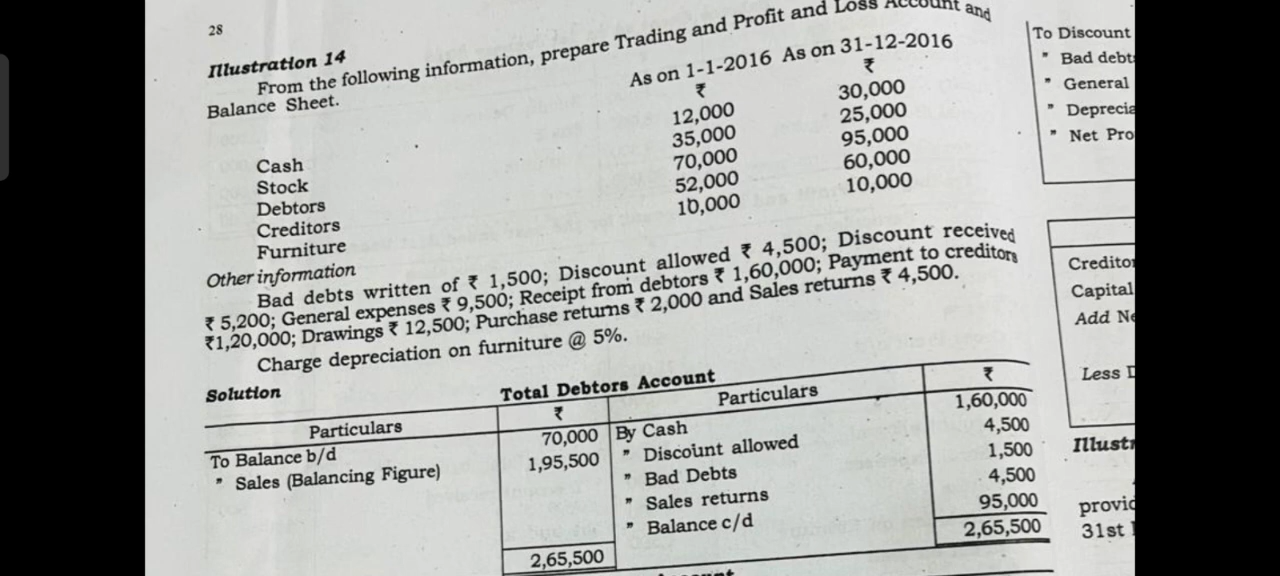 28
Illustration 14
From the following information, prepare Trading and Profit and Loss Account and
Balance Sheet.
As on 1-1-2016 As on 31-12-2016
₹ ₹
Cash 12,000 30,000
Stock 35,000 25,000
Debtors 70,000 95,000
Creditors 52,000 60,000
Furniture 10,000 10,000
Other information
Bad debts written of ₹ 1,500; Discount allowed ₹ 4,500; Discount received
₹ 5,200; General expenses ₹ 9,500; Receipt from debtors ₹ 1,60,000; Payment to creditors
₹1,20,000; Drawings ₹ 12,500; Purchase returns ₹ 2,000 and Sales returns ₹ 4,500.
Charge depreciation on furniture @ 5%.
Solution
Total Debtors Account
Particulars ₹ Particulars ₹
To Balance b/d 70,000 By Cash 1,60,000
" Sales (Balancing Figure) 1,95,500 " Discount allowed 4,500
" Bad Debts 1,500
" Sales returns 4,500
" Balance c/d 95,000
2,65,500 2,65,500
To Discount
" Bad debts
" General
" Deprecia
" Net Pro
Creditor
Capital
Add Ne
Less D
Illustr
provid
31st